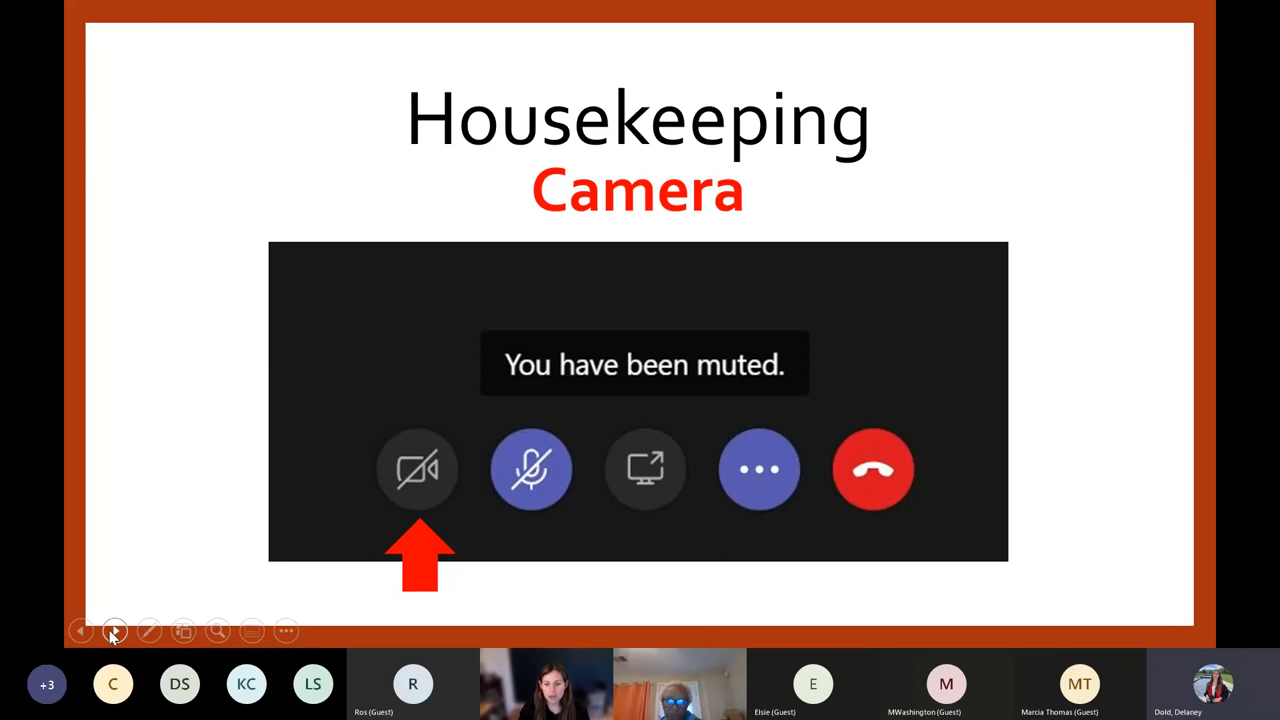 Housekeeping
Camera
You have been muted.
+3
C
DS
KC
LS
R
Ros (Guest)
E
Elsie (Guest)
M
MWashington (Guest)
MT
Marcia Thomas (Guest)
Dold, Delaney